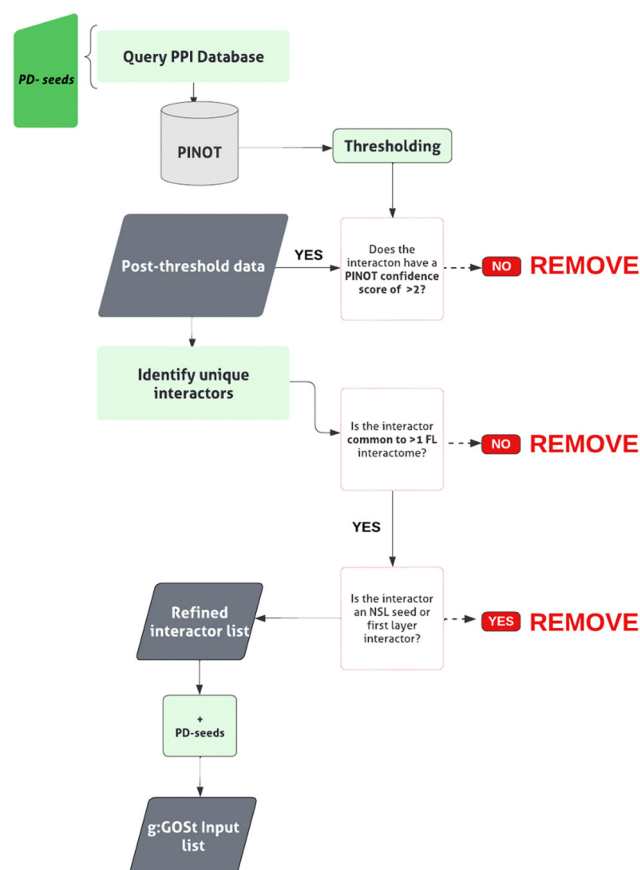 PD- seeds
Query PPI Database
PINOT
Thresholding
Post-threshold data
YES
Does the
interacton have a
PINOT confidence
score of >2?
NO
REMOVE
Identify unique
interactors
Is the interactor
common to >1 FL
interactome?
NO
REMOVE
YES
Is the interactor
an NSL seed or
first layer
interactor?
YES
REMOVE
Refined
interactor list
+
PD-seeds
g:GOSt Input
list